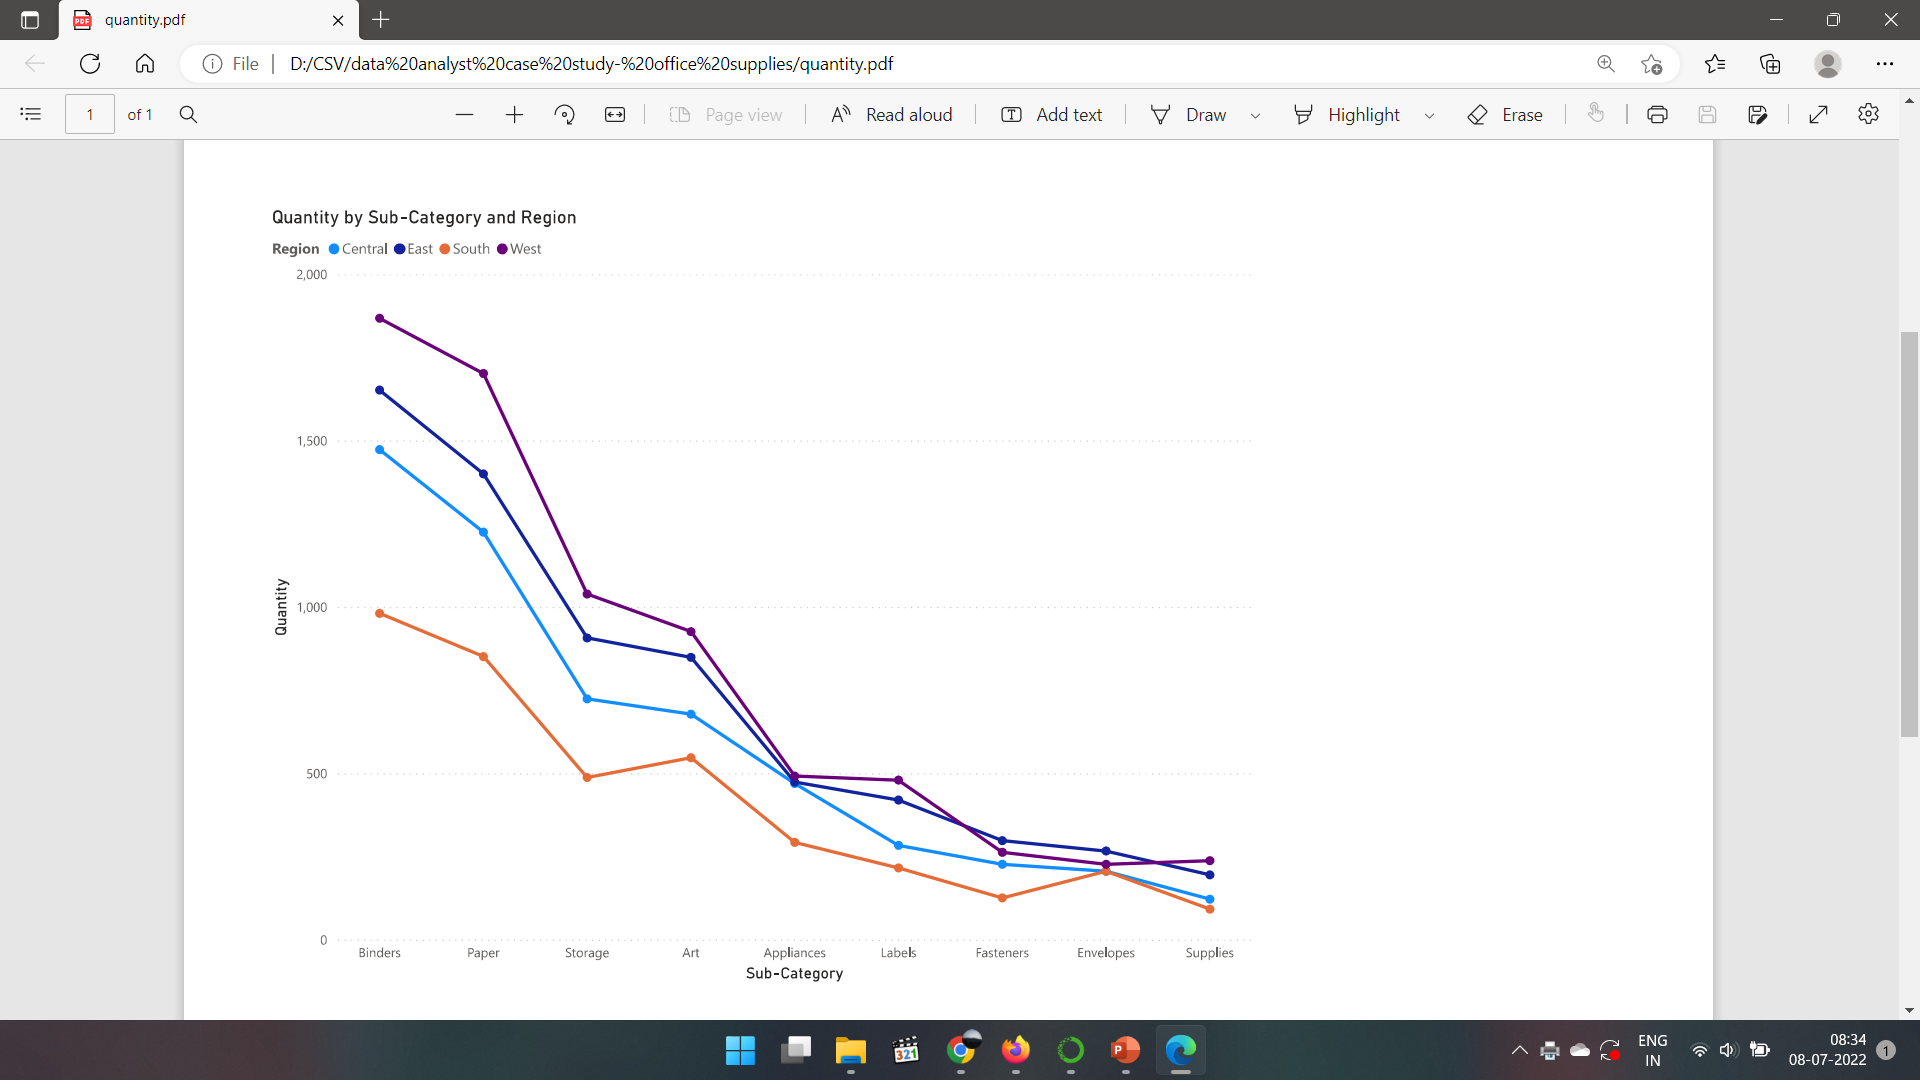 quantity.pdf
File D:/CSV/data%20analyst%20case%20study-%20office%20supplies/quantity.pdf
1 of 1 Page view Read aloud Add text Draw Highlight Erase
Quantity by Sub-Category and Region
Region Central East South West
2,000
1,500
1,000
500
0
Quantity
Binders Paper Storage Art Appliances Labels Fasteners Envelopes Supplies
Sub-Category
PDF
321
P
ENG
IN
08:34
08-07-2022
1